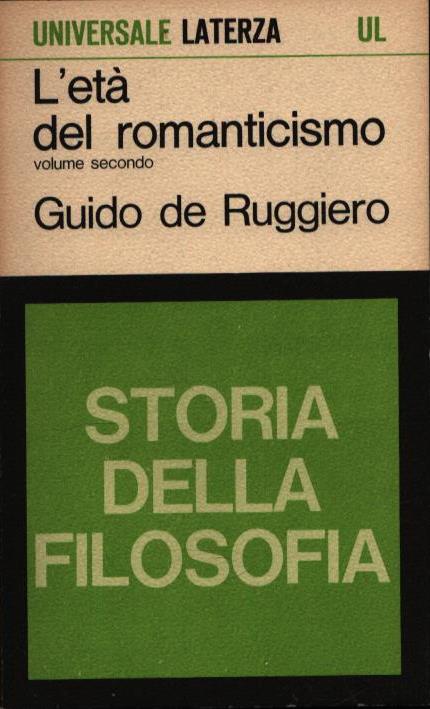 UNIVERSALE LATERZA UL
L'età
del romanticismo
volume secondo
Guido de Ruggiero
STORIA
DELLA
FILOSOFIA